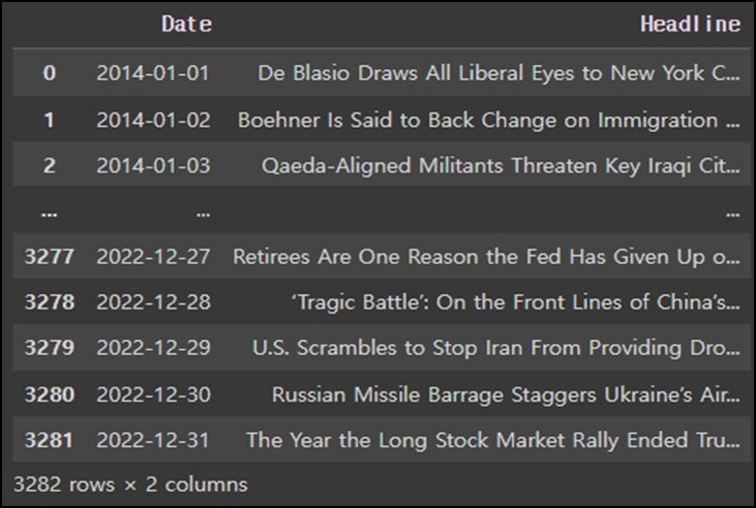 Date Headline
0 2014-01-01 De Blasio Draws All Liberal Eyes to New York C...
1 2014-01-02 Boehner Is Said to Back Change on Immigration ...
2 2014-01-03 Qaeda-Aligned Militants Threaten Key Iraqi Cit...
... ... ...
3277 2022-12-27 Retirees Are One Reason the Fed Has Given Up o...
3278 2022-12-28 ‘Tragic Battle’: On the Front Lines of China’s...
3279 2022-12-29 U.S. Scrambles to Stop Iran From Providing Dro...
3280 2022-12-30 Russian Missile Barrage Staggers Ukraine’s Air...
3281 2022-12-31 The Year the Long Stock Market Rally Ended Tru...
3282 rows × 2 columns